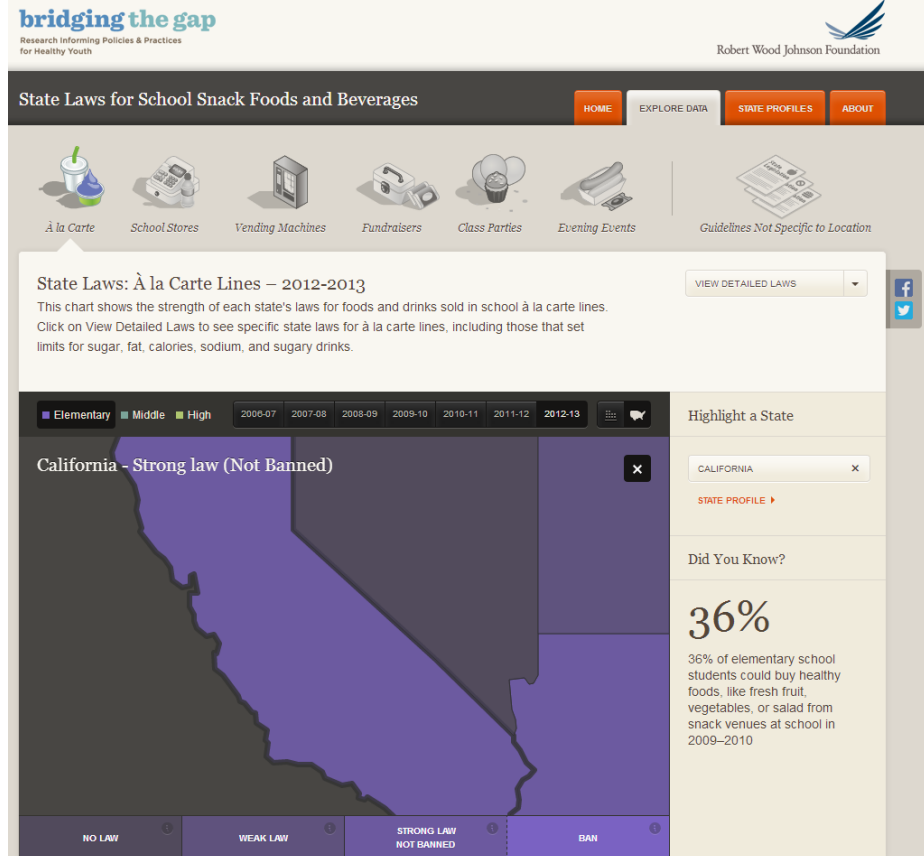 bridging the gap
Research Informing Policies & Practices
for Healthy Youth
Robert Wood Johnson Foundation
State Laws for School Snack Foods and Beverages
HOME
EXPLORE DATA
STATE PROFILES
ABOUT
À la Carte
School Stores
Vending Machines
Fundraisers
Class Parties
Evening Events
Guidelines Not Specific to Location
State Laws: À la Carte Lines – 2012-2013
VIEW DETAILED LAWS
This chart shows the strength of each state's laws for foods and drinks sold in school à la carte lines.
Click on View Detailed Laws to see specific state laws for à la carte lines, including those that set
limits for sugar, fat, calories, sodium, and sugary drinks.
Elementary Middle High
2006-07 2007-08 2008-09 2009-10 2010-11 2011-12 2012-13
Highlight a State
California - Strong law (Not Banned)
CALIFORNIA
STATE PROFILE
Did You Know?
36%
36% of elementary school
students could buy healthy
foods, like fresh fruit,
vegetables, or salad from
snack venues at school in
2009–2010
NO LAW
WEAK LAW
STRONG LAW
NOT BANNED
BAN